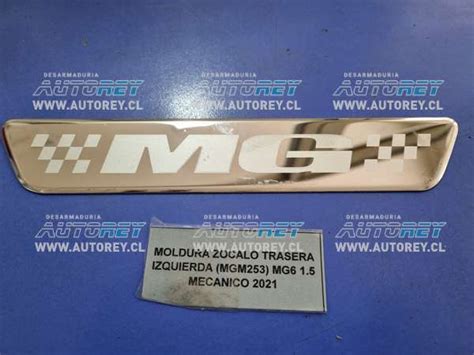 DESARMADURIA DESARMADURIA DESARMADURIA
AUTOREY AUTOREY AUTOREY
WWW.AUTOREY.CL WWW.AUTOREY.CL WWW.AUTOREY.CL
MG
DESARMADURIA DESARMADURIA DESARMADURIA
AUTOREY AUTOREY AUTOREY
WWW.AUTOREY.CL WWW.AUTOREY.CL WWW.AUTOREY.CL
MOLDURA ZOCALO TRASERA
IZQUIERDA (MGM253) MG6 1.5
MECANICO 2021